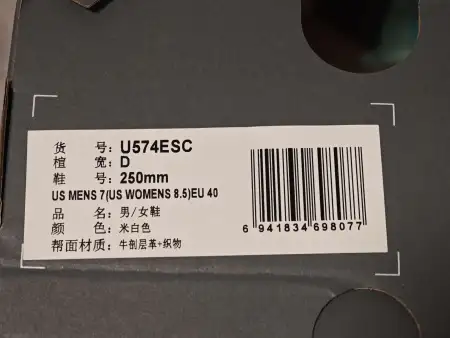 货 号：U574ESC
楦 宽：D
鞋 号：250mm
US MENS 7(US WOMENS 8.5)EU 40
品 名：男/女鞋
颜 色：米白色
帮面材质：牛剖层革+织物
6 941834 698077